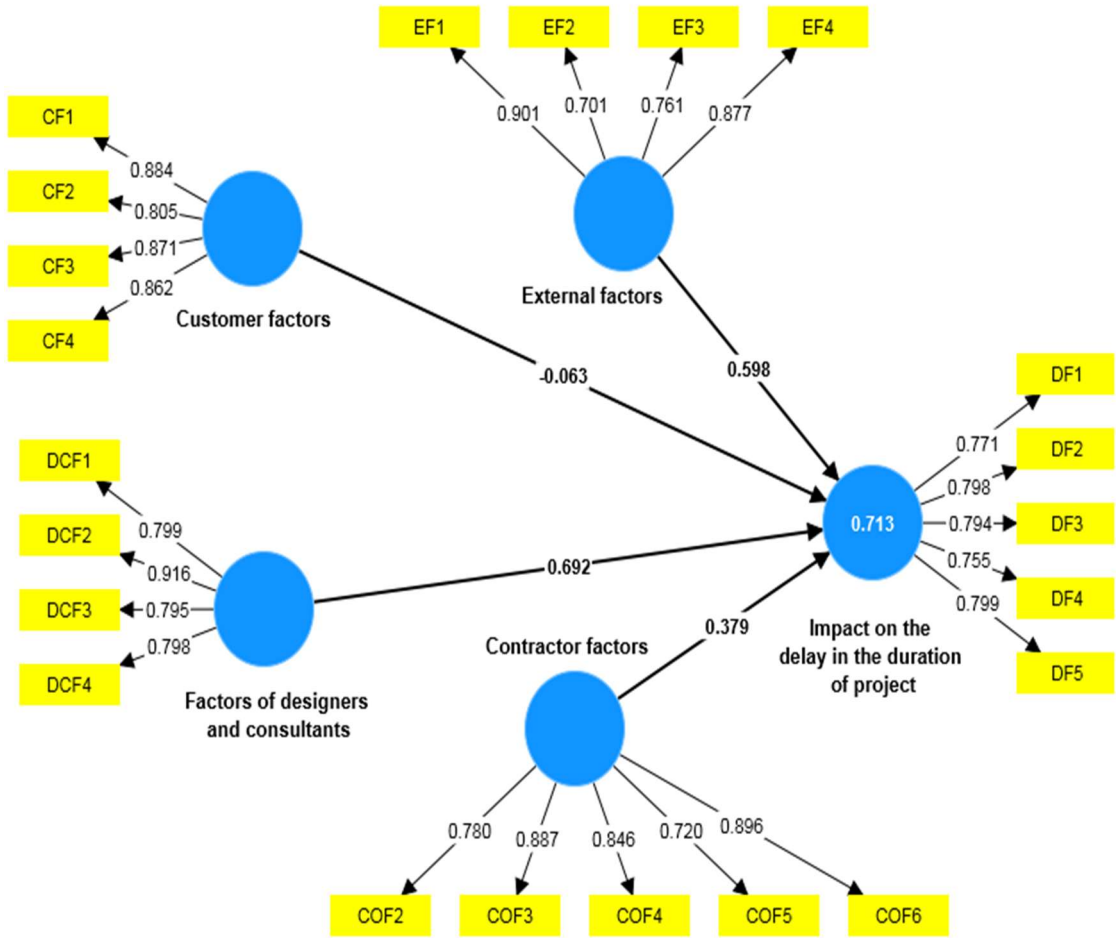 EF1
EF2
EF3
EF4
0.901
0.701
0.761
0.877
CF1
CF2
CF3
CF4
0.884
0.805
0.871
0.862
Customer factors
External factors
-0.063
0.598
DCF1
DCF2
DCF3
DCF4
0.799
0.916
0.795
0.798
Factors of designers
and consultants
0.692
Contractor factors
0.379
0.713
Impact on the
delay in the duration
of project
0.771
0.798
0.794
0.755
0.799
DF1
DF2
DF3
DF4
DF5
0.780
0.887
0.846
0.720
0.896
COF2
COF3
COF4
COF5
COF6